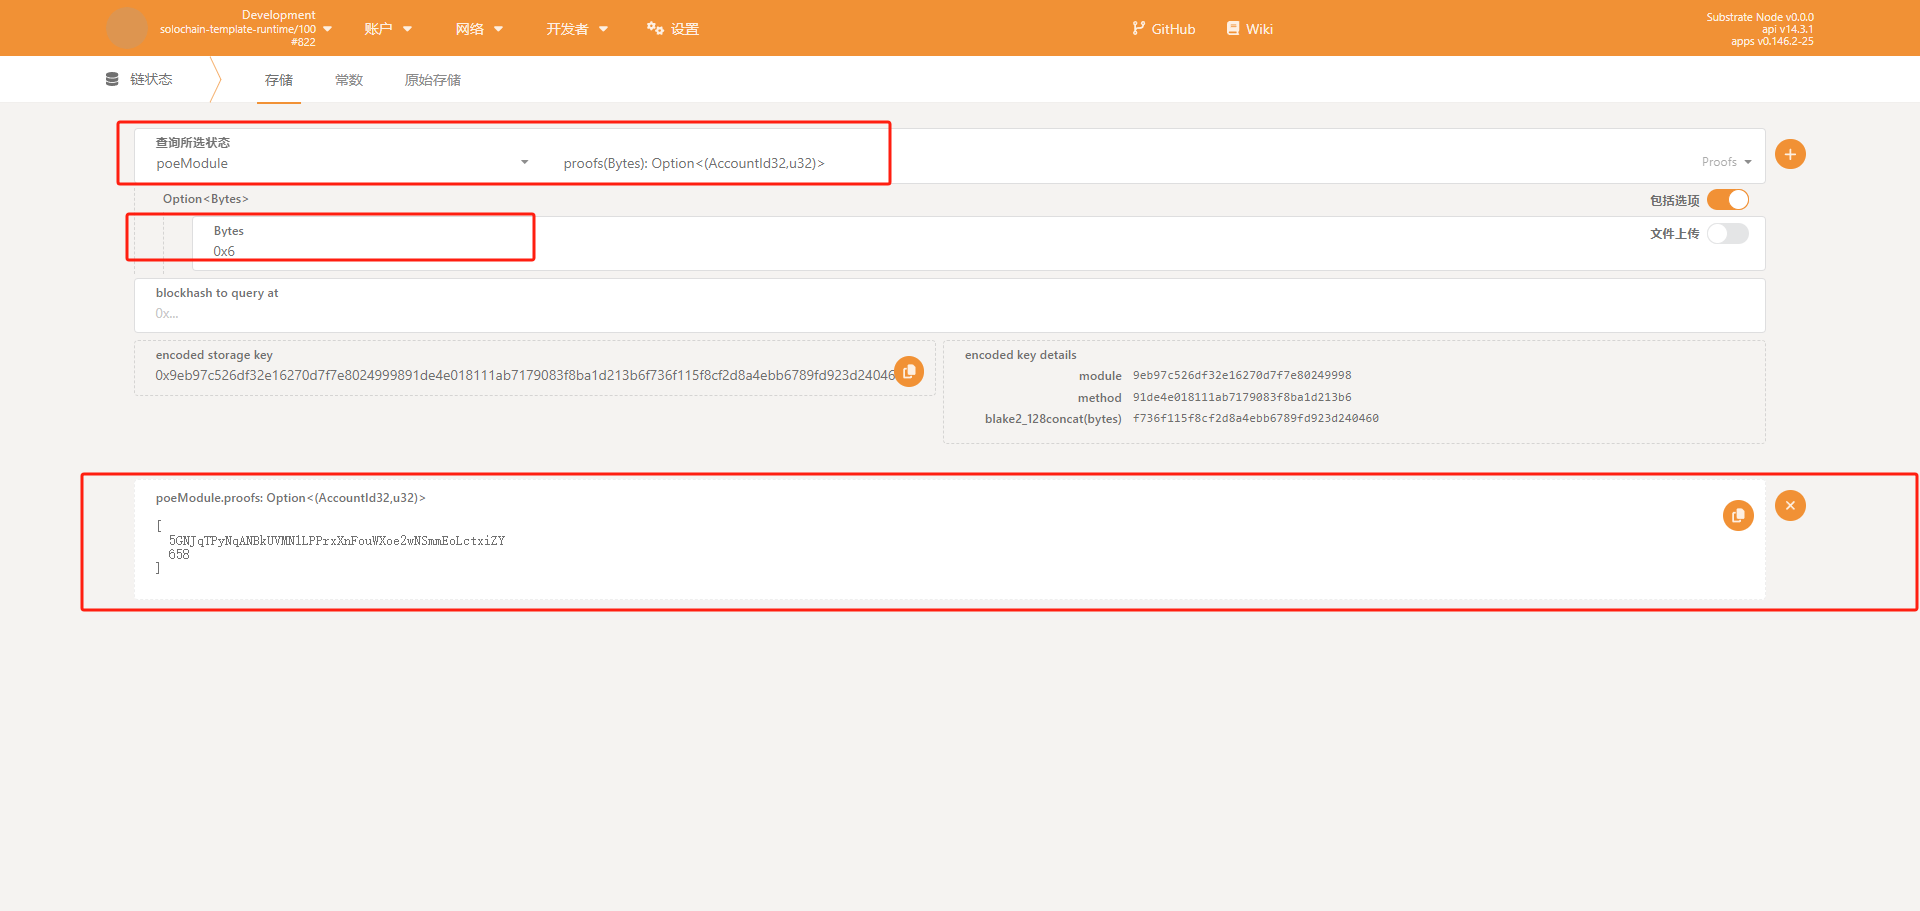 Development
solochain-template-runtime/100
#822
账户
网络
开发者
设置
GitHub
Wiki
Substrate Node v0.0.0
api v14.3.1
apps v0.146.2-25
链状态
存储
常数
原始存储
查询所选状态
poeModule
proofs(Bytes): Option<(AccountId32,u32)>
Proofs
Option<Bytes>
包括选项
Bytes
0x6
文件上传
blockhash to query at
0x...
encoded storage key
0x9eb97c526df32e16270d7f7e8024999891de4e018111ab7179083f8ba1d213b6f736f115f8cf2d8a4ebb6789fd923d24046
encoded key details
module 9eb97c526df32e16270d7f7e80249998
method 91de4e018111ab7179083f8ba1d213b6
blake2_128concat(bytes) f736f115f8cf2d8a4ebb6789fd923d240460
poeModule.proofs: Option<(AccountId32,u32)>
[
5GNJqTPyNqANBkUVMN1LPPrxXnFouWXoe2wNSmmEoLctxiZY
658
]